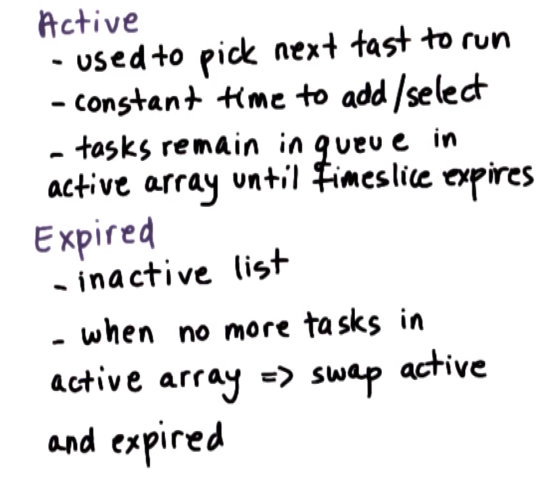 Active
- used to pick next tast to run
- constant time to add/select
- tasks remain in queue in
active array until timeslice expires
Expired
- inactive list
- when no more tasks in
active array => swap active
and expired